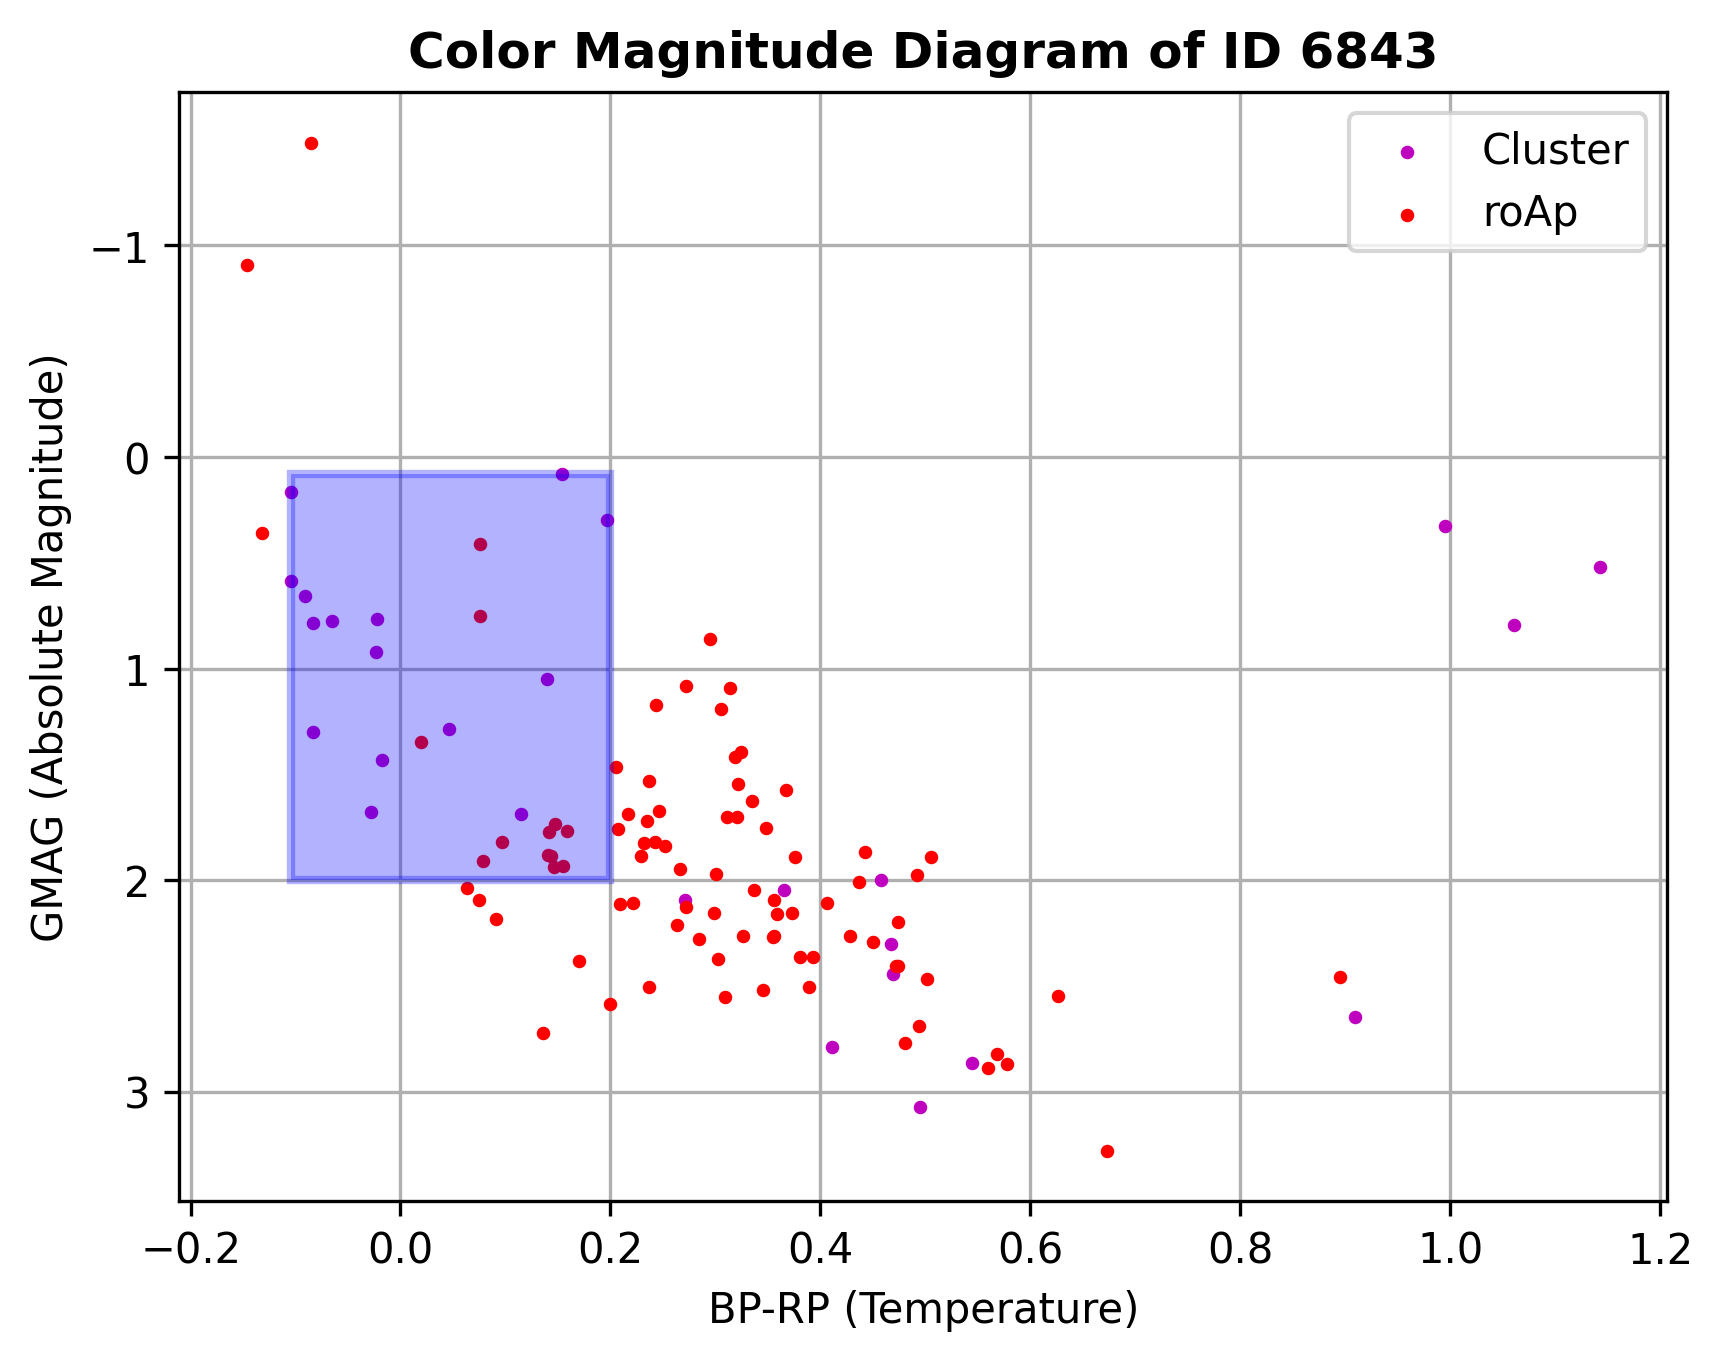 Color Magnitude Diagram of ID 6843
Cluster
roAp
−1
0
1
2
3
GMAG (Absolute Magnitude)
−0.2 0.0 0.2 0.4 0.6 0.8 1.0 1.2
BP-RP (Temperature)